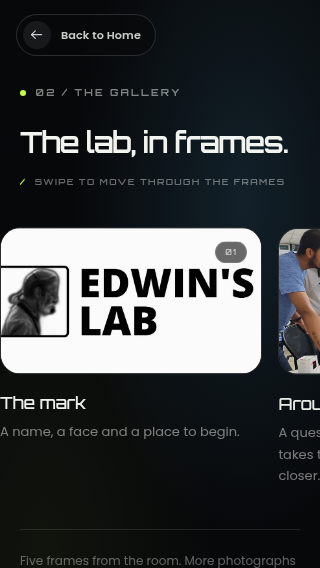 Back to Home
02 / THE GALLERY
The lab, in frames.
/ SWIPE TO MOVE THROUGH THE FRAMES
01
EDWIN'S
LAB
The mark
A name, a face and a place to begin.
Arou
A ques
takes t
closer.
Five frames from the room. More photographs